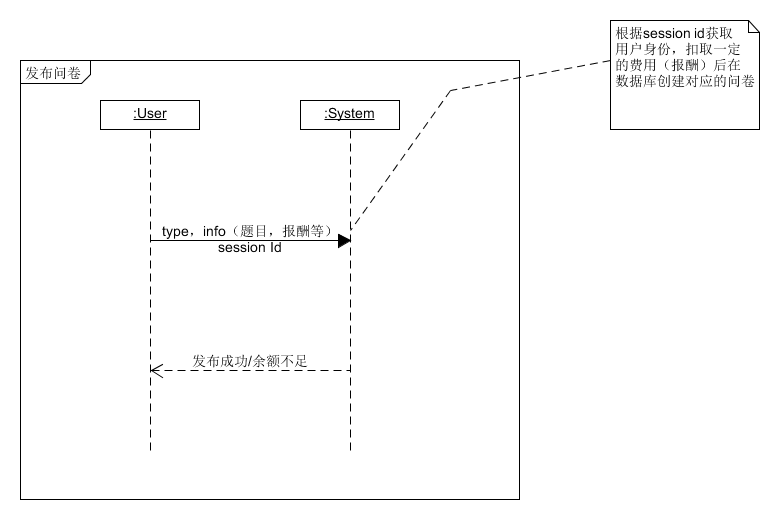 根据session id获取
用户身份，扣取一定
的费用（报酬）后在
数据库创建对应的问卷
发布问卷
:User
:System
type，info（题目，报酬等）
session Id
发布成功/余额不足